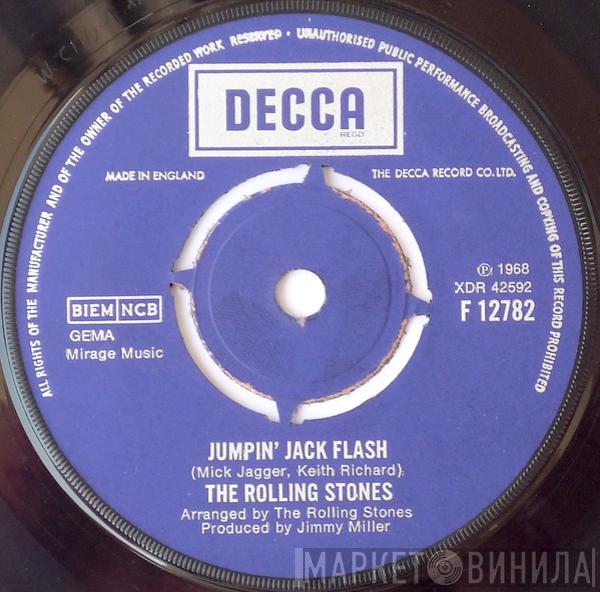 ALL RIGHTS OF THE MANUFACTURER AND OF THE OWNER OF THE RECORDED WORK RESERVED · UNAUTHORISED PUBLIC PERFORMANCE BROADCASTING AND COPYING OF THIS RECORD PROHIBITED
DECCA
REGD
MADE IN ENGLAND
THE DECCA RECORD CO. LTD.
Ⓟ 1968
XDR 42592
F 12782
BIEM NCB
GEMA
Mirage Music
JUMPIN' JACK FLASH
(Mick Jagger, Keith Richard)
THE ROLLING STONES
Arranged by The Rolling Stones
Produced by Jimmy Miller
МАРКЕТ ВИНИЛА